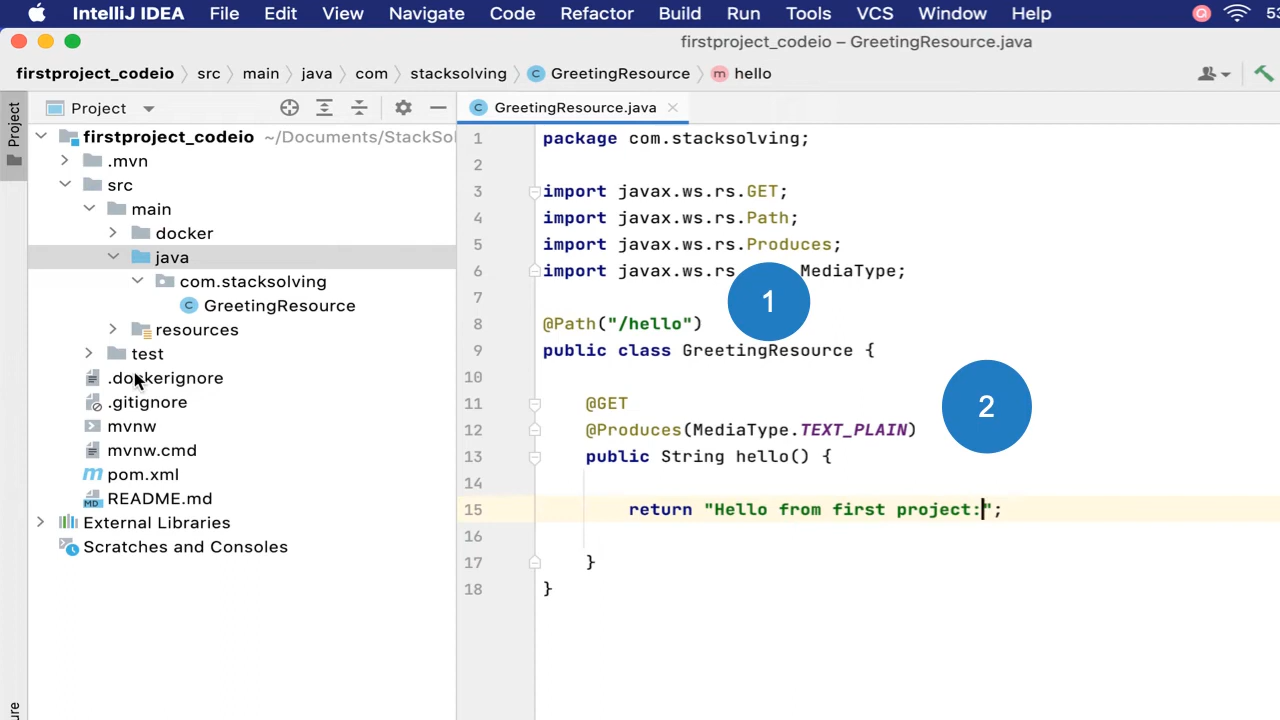 IntelliJ IDEA File Edit View Navigate Code Refactor Build Run Tools VCS Window Help 53
firstproject_codeio – GreetingResource.java
firstproject_codeio src main java com stacksolving C GreetingResource m hello
Project
Project
C GreetingResource.java
firstproject_codeio ~/Documents/StackSol
.mvn
src
main
docker
java
com.stacksolving
C GreetingResource
resources
test
.dockerignore
.gitignore
mvnw
mvnw.cmd
m pom.xml
MD README.md
External Libraries
Scratches and Consoles
1 package com.stacksolving;
2
3 import javax.ws.rs.GET;
4 import javax.ws.rs.Path;
5 import javax.ws.rs.Produces;
6 import javax.ws.rs MediaType;
7
1
8 @Path("/hello")
9 public class GreetingResource {
10
2
11 @GET
12 @Produces(MediaType.TEXT_PLAIN)
13 public String hello() {
14
15 return "Hello from first project:";
16
17 }
18 }